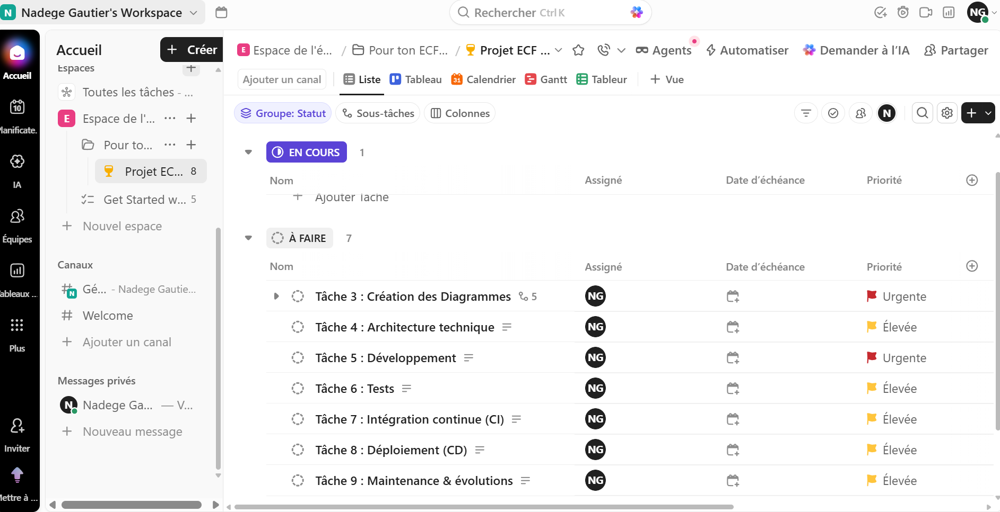 N Nadege Gautier's Workspace
Rechercher Ctrl K
NG
Accueil
Planificate.
10
IA
Équipes
Tableaux ...
Plus
Inviter
Mettre à ...
Accueil
+ Créer
Espaces
Toutes les tâches - ...
E Espace de l'...
Pour to...
Projet EC... 8
Get Started w... 5
+ Nouvel espace
Canaux
# N Gé... - Nadege Gautie...
# Welcome
+ Ajouter un canal
Messages privés
N Nadege Ga... — V...
+ Nouveau message
E Espace de l'é... / Pour ton ECF... / Projet ECF ...
Agents
Automatiser
Demander à l'IA
Partager
Ajouter un canal
Liste
Tableau
31 Calendrier
Gantt
Tableur
+ Vue
Groupe: Statut
Sous-tâches
Colonnes
N
EN COURS 1
Nom Assigné Date d'échéance Priorité
+ Ajouter Tâche
À FAIRE 7
Nom Assigné Date d'échéance Priorité
Tâche 3 : Création des Diagrammes 5 NG Urgente
Tâche 4 : Architecture technique NG Élevée
Tâche 5 : Développement NG Urgente
Tâche 6 : Tests NG Élevée
Tâche 7 : Intégration continue (CI) NG Élevée
Tâche 8 : Déploiement (CD) NG Élevée
Tâche 9 : Maintenance & évolutions NG Élevée